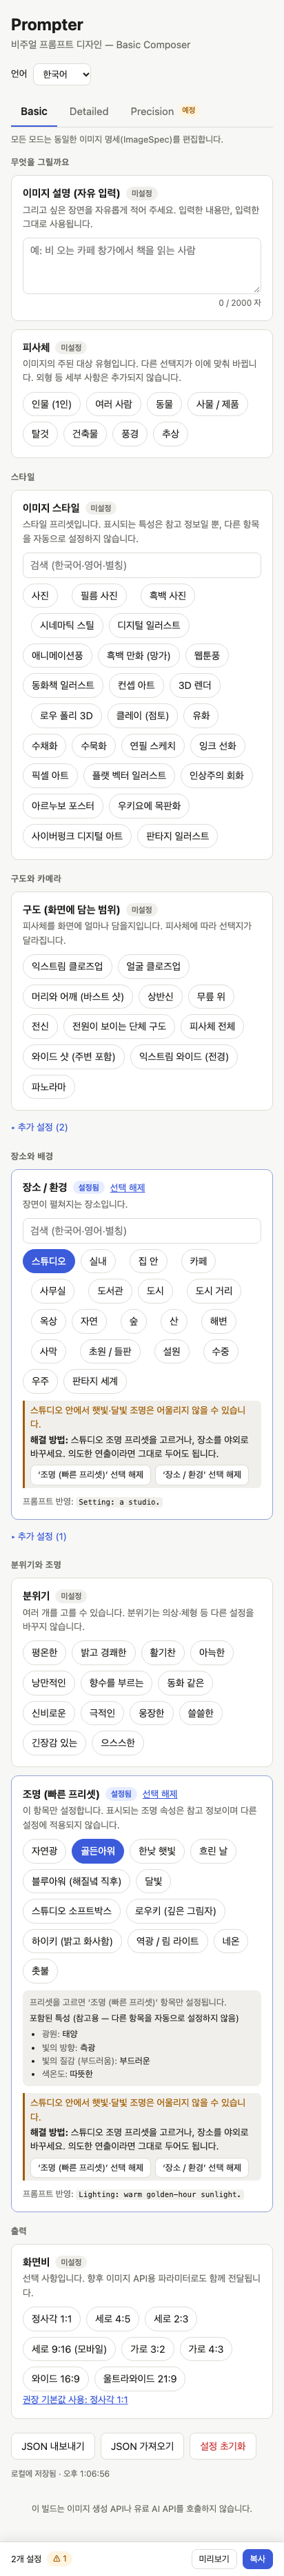 Prompter
비주얼 프롬프트 디자인 — Basic Composer
언어 한국어
Basic Detailed Precision 예정
모든 모드는 동일한 이미지 명세(ImageSpec)를 편집합니다.
무엇을 그릴까요
이미지 설명 (자유 입력) 미설정
그리고 싶은 장면을 자유롭게 적어 주세요. 입력한 내용만, 입력한
그대로 사용됩니다.
예: 비 오는 카페 창가에서 책을 읽는 사람
0 / 2000 자
피사체 미설정
이미지의 주된 대상 유형입니다. 다른 선택지가 이에 맞춰 바뀝니
다. 외형 등 세부 사항은 추가되지 않습니다.
인물 (1인) 여러 사람 동물 사물 / 제품
탈것 건축물 풍경 추상
스타일
이미지 스타일 미설정
스타일 프리셋입니다. 표시되는 특성은 참고 정보일 뿐, 다른 항목
을 자동으로 설정하지 않습니다.
검색 (한국어·영어·별칭)
사진 필름 사진 흑백 사진
시네마틱 스틸 디지털 일러스트
애니메이션풍 흑백 만화 (망가) 웹툰풍
동화책 일러스트 컨셉 아트 3D 렌더
로우 폴리 3D 클레이 (점토) 유화
수채화 수묵화 연필 스케치 잉크 선화
픽셀 아트 플랫 벡터 일러스트 인상주의 회화
아르누보 포스터 우키요에 목판화
사이버펑크 디지털 아트 판타지 일러스트
구도와 카메라
구도 (화면에 담는 범위) 미설정
피사체를 화면에 얼마나 담을지입니다. 피사체에 따라 선택지가
달라집니다.
익스트림 클로즈업 얼굴 클로즈업
머리와 어깨 (바스트 샷) 상반신 무릎 위
전신 전원이 보이는 단체 구도 피사체 전체
와이드 샷 (주변 포함) 익스트림 와이드 (전경)
파노라마
▸ 추가 설정 (2)
장소와 배경
장소 / 환경 설정됨 선택 해제
장면이 펼쳐지는 장소입니다.
검색 (한국어·영어·별칭)
스튜디오 실내 집 안 카페
사무실 도서관 도시 도시 거리
옥상 자연 숲 산 해변
사막 초원 / 들판 설원 수중
우주 판타지 세계
스튜디오 안에서 햇빛·달빛 조명은 어울리지 않을 수 있습니
다.
해결 방법: 스튜디오 조명 프리셋을 고르거나, 장소를 야외로
바꾸세요. 의도한 연출이라면 그대로 두어도 됩니다.
‘조명 (빠른 프리셋)’ 선택 해제 ‘장소 / 환경’ 선택 해제
프롬프트 반영: Setting: a studio.
▸ 추가 설정 (1)
분위기와 조명
분위기 미설정
여러 개를 고를 수 있습니다. 분위기는 의상·체형 등 다른 설정을
바꾸지 않습니다.
평온한 밝고 경쾌한 활기찬 아늑한
낭만적인 향수를 부르는 동화 같은
신비로운 극적인 웅장한 쓸쓸한
긴장감 있는 으스스한
조명 (빠른 프리셋) 설정됨 선택 해제
이 항목만 설정합니다. 표시되는 조명 속성은 참고 정보이며 다른
설정에 적용되지 않습니다.
자연광 골든아워 한낮 햇빛 흐린 날
블루아워 (해질녘 직후) 달빛
스튜디오 소프트박스 로우키 (깊은 그림자)
하이키 (밝고 화사함) 역광 / 림 라이트 네온
촛불
프리셋을 고르면 ‘조명 (빠른 프리셋)’ 항목만 설정됩니다.
포함된 특성 (참고용 — 다른 항목을 자동으로 설정하지 않음)
• 광원: 태양
• 빛의 방향: 측광
• 빛의 질감 (부드러움): 부드러운
• 색온도: 따뜻한
스튜디오 안에서 햇빛·달빛 조명은 어울리지 않을 수 있습니
다.
해결 방법: 스튜디오 조명 프리셋을 고르거나, 장소를 야외로
바꾸세요. 의도한 연출이라면 그대로 두어도 됩니다.
‘조명 (빠른 프리셋)’ 선택 해제 ‘장소 / 환경’ 선택 해제
프롬프트 반영: Lighting: warm golden-hour sunlight.
출력
화면비 미설정
선택 사항입니다. 향후 이미지 API용 파라미터로도 함께 전달됩니
다.
정사각 1:1 세로 4:5 세로 2:3
세로 9:16 (모바일) 가로 3:2 가로 4:3
와이드 16:9 울트라와이드 21:9
권장 기본값 사용: 정사각 1:1
JSON 내보내기 JSON 가져오기 설정 초기화
로컬에 저장됨 · 오후 1:06:56
이 빌드는 이미지 생성 API나 유료 AI API를 호출하지 않습니다.
2개 설정 ⚠ 1 미리보기 복사